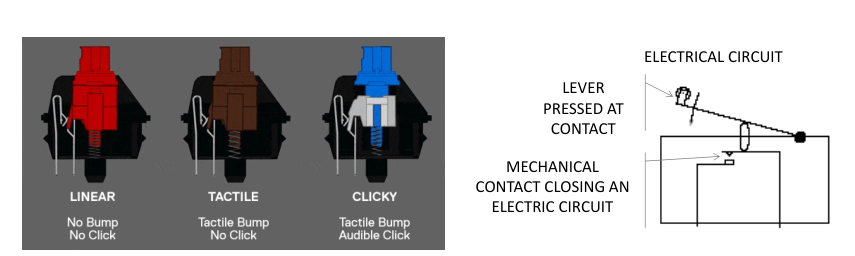 LINEAR
No Bump
No Click
TACTILE
Tactile Bump
No Click
CLICKY
Tactile Bump
Audible Click
ELECTRICAL CIRCUIT
LEVER
PRESSED AT
CONTACT
MECHANICAL
CONTACT CLOSING AN
ELECTRIC CIRCUIT